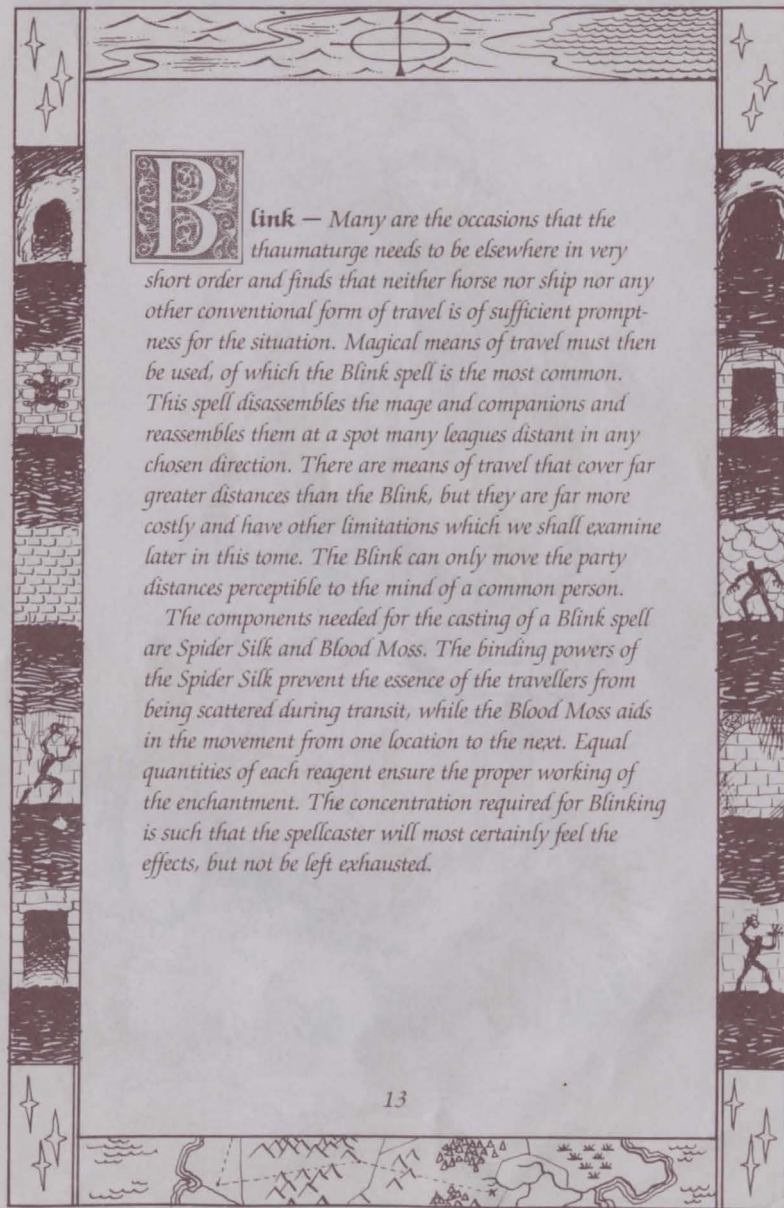 Blink — Many are the occasions that the
thaumaturge needs to be elsewhere in very
short order and finds that neither horse nor ship nor any
other conventional form of travel is of sufficient prompt-
ness for the situation. Magical means of travel must then
be used, of which the Blink spell is the most common.
This spell disassembles the mage and companions and
reassembles them at a spot many leagues distant in any
chosen direction. There are means of travel that cover far
greater distances than the Blink, but they are far more
costly and have other limitations which we shall examine
later in this tome. The Blink can only move the party
distances perceptible to the mind of a common person.
The components needed for the casting of a Blink spell
are Spider Silk and Blood Moss. The binding powers of
the Spider Silk prevent the essence of the travellers from
being scattered during transit, while the Blood Moss aids
in the movement from one location to the next. Equal
quantities of each reagent ensure the proper working of
the enchantment. The concentration required for Blinking
is such that the spellcaster will most certainly feel the
effects, but not be left exhausted.
13